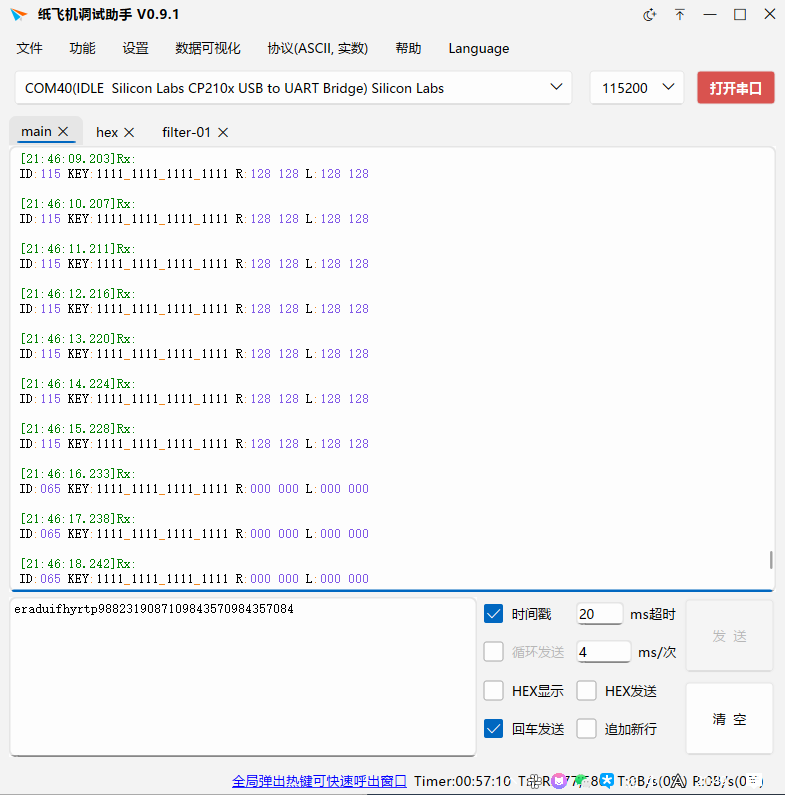 纸飞机调试助手 V0.9.1
文件 功能 设置 数据可视化 协议(ASCII, 实数) 帮助 Language
COM40(IDLE Silicon Labs CP210x USB to UART Bridge) Silicon Labs 115200 打开串口
main hex filter-01
[21:46:09.203]Rx:
ID:115 KEY:1111_1111_1111_1111 R:128 128 L:128 128
[21:46:10.207]Rx:
ID:115 KEY:1111_1111_1111_1111 R:128 128 L:128 128
[21:46:11.211]Rx:
ID:115 KEY:1111_1111_1111_1111 R:128 128 L:128 128
[21:46:12.216]Rx:
ID:115 KEY:1111_1111_1111_1111 R:128 128 L:128 128
[21:46:13.220]Rx:
ID:115 KEY:1111_1111_1111_1111 R:128 128 L:128 128
[21:46:14.224]Rx:
ID:115 KEY:1111_1111_1111_1111 R:128 128 L:128 128
[21:46:15.228]Rx:
ID:115 KEY:1111_1111_1111_1111 R:128 128 L:128 128
[21:46:16.233]Rx:
ID:065 KEY:1111_1111_1111_1111 R:000 000 L:000 000
[21:46:17.238]Rx:
ID:065 KEY:1111_1111_1111_1111 R:000 000 L:000 000
[21:46:18.242]Rx:
ID:065 KEY:1111_1111_1111_1111 R:000 000 L:000 000
eraduifhyrtp98823190871098435709843570​84
时间戳 20 ms超时
循环发送 4 ms/次
发 送
HEX显示 HEX发送
回车发送 追加新行
清 空
全局弹出热键可快速呼出窗口 Timer:00:57:10 T:0B/s(0%) R:0B/s(0%)